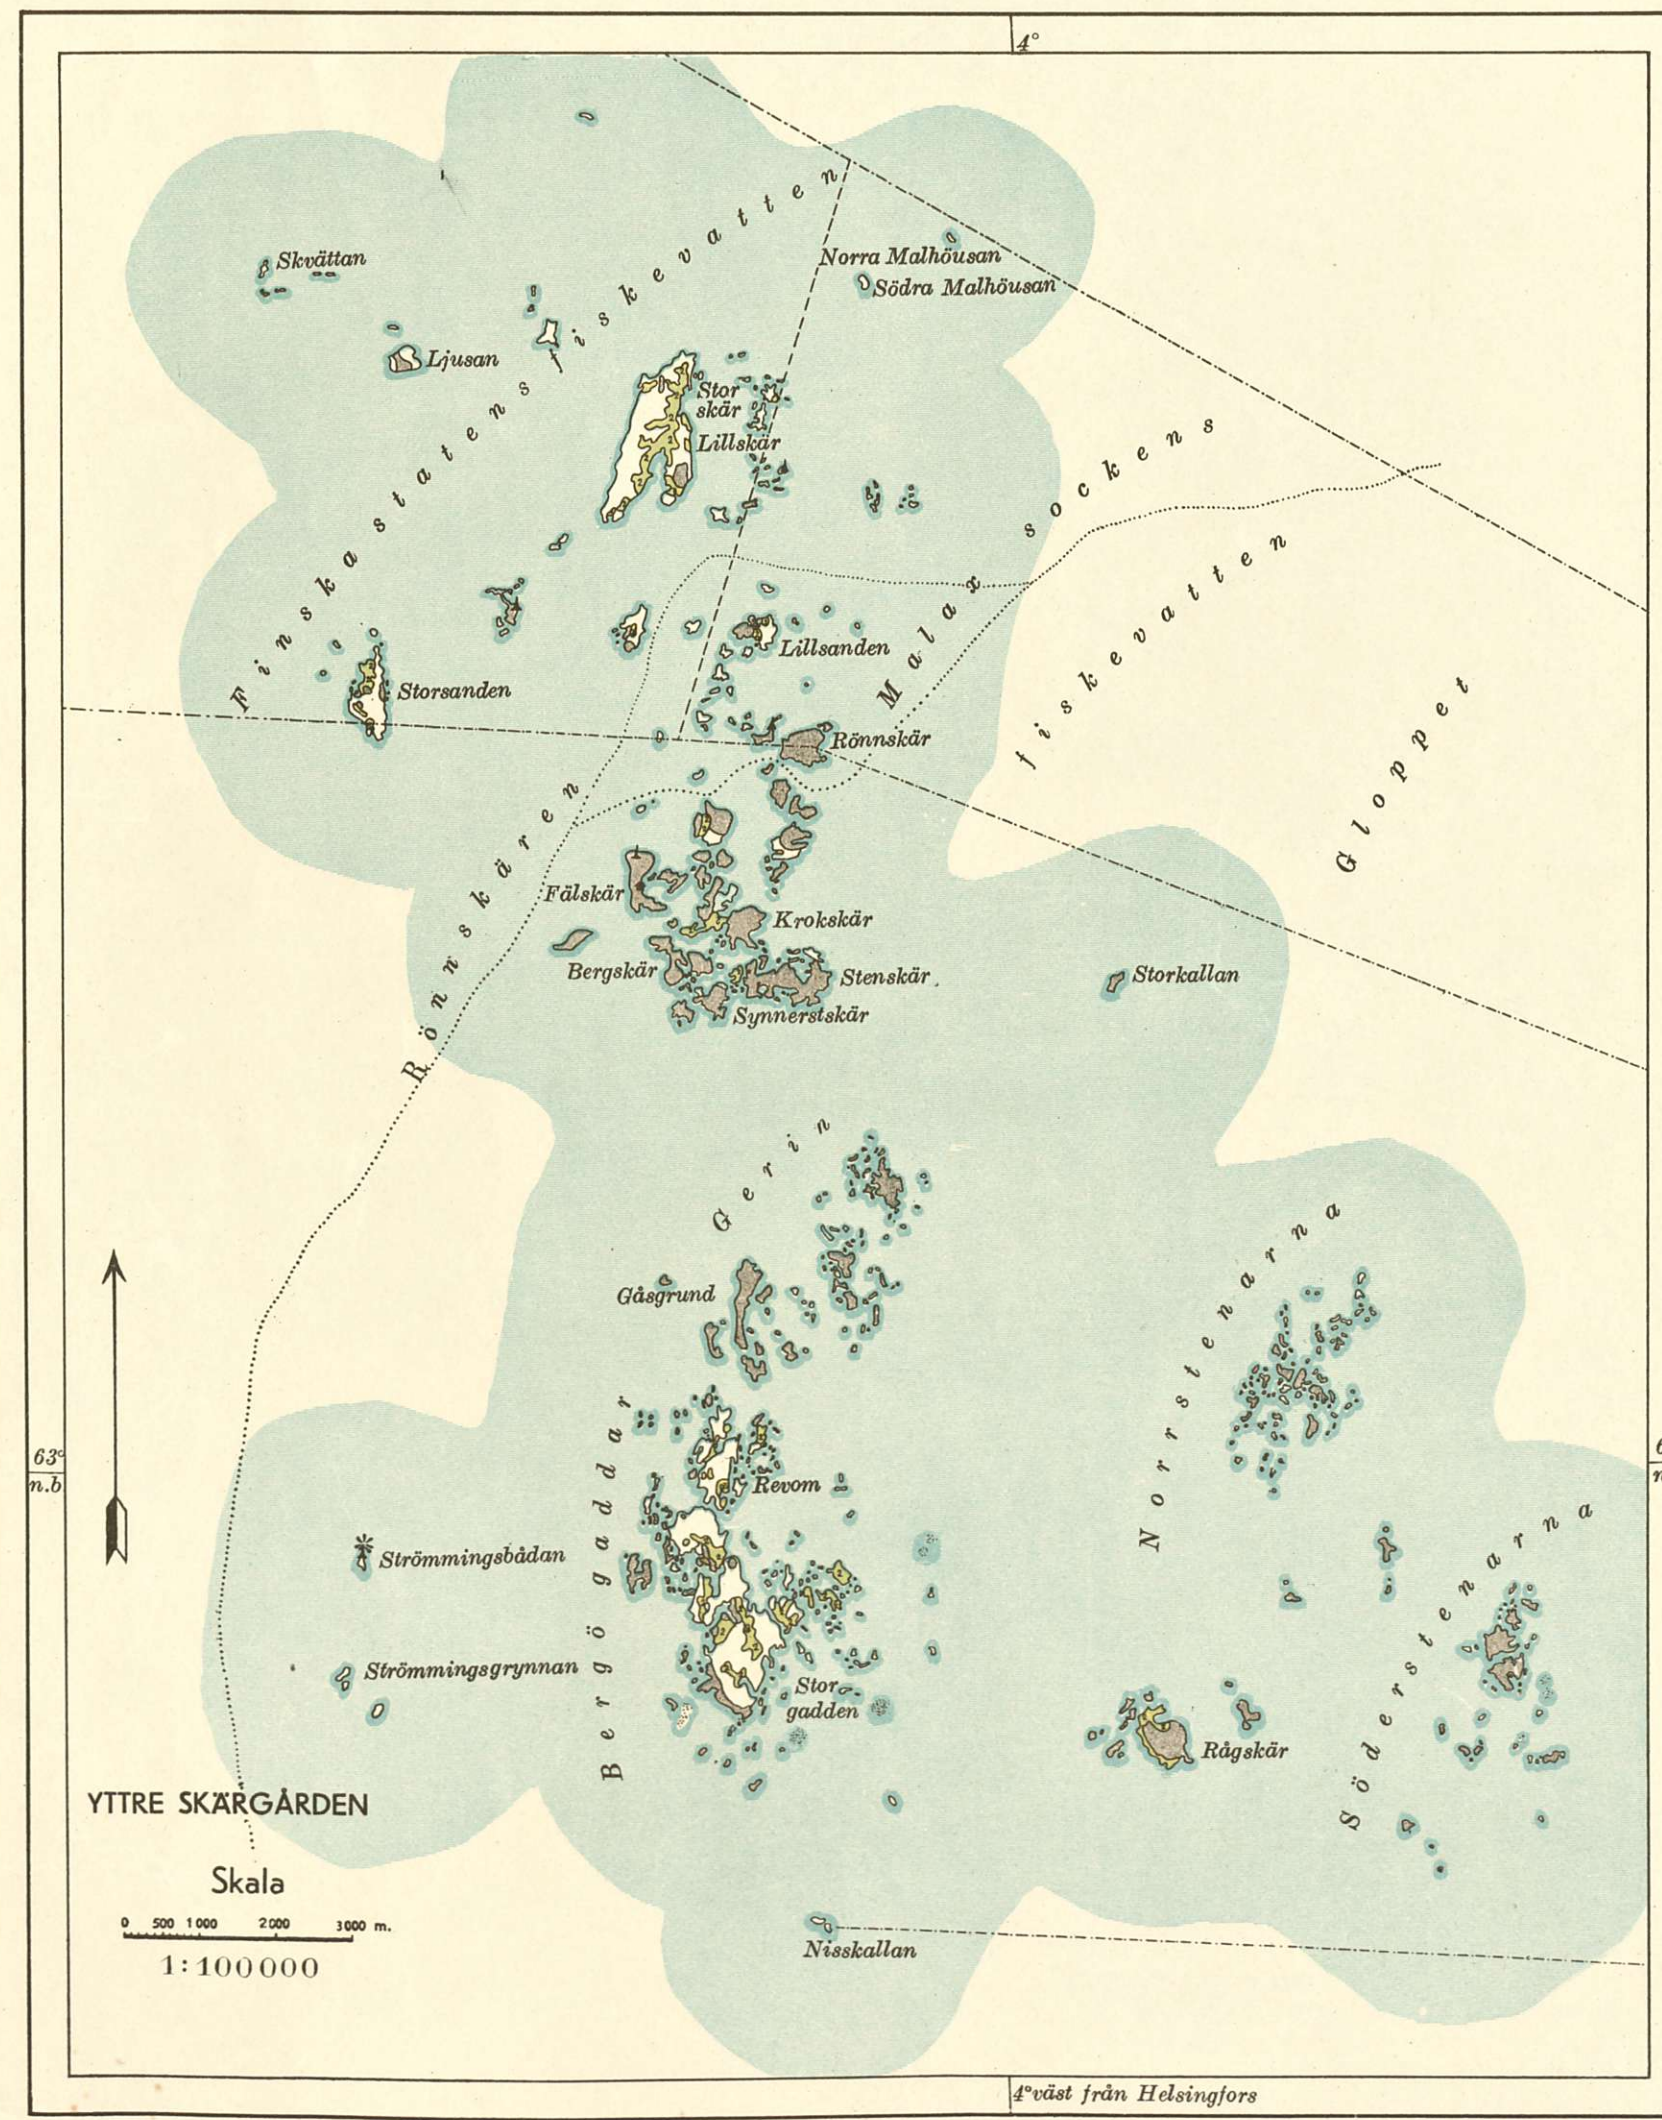 4°
Finska statens fiskevatten
Norra Malhöusan
Södra Malhöusan
Skvättan
Ljusan
Stor
skär
Lillskär
Malax sockens
fiskevatten
Lillsanden
Storsanden
Rönnskär
Gloppet
Rönnskären
Fälskär
Krokskär
Bergskär
Stenskär
Synnerstskär
Storkallan
Gerin
Gåsgrund
Norrstenarna
Bergögaddar
63°
n.b
6
n
Revom
Strömmingsbådan
Söderstenarna
Strömmingsgrynnan
Stor-
gadden
Rågskär
YTTRE SKÄRGÅRDEN
Skala
0 500 1000 2000 3000 m.
1:100000
Nisskallan
4° väst från Helsingfors